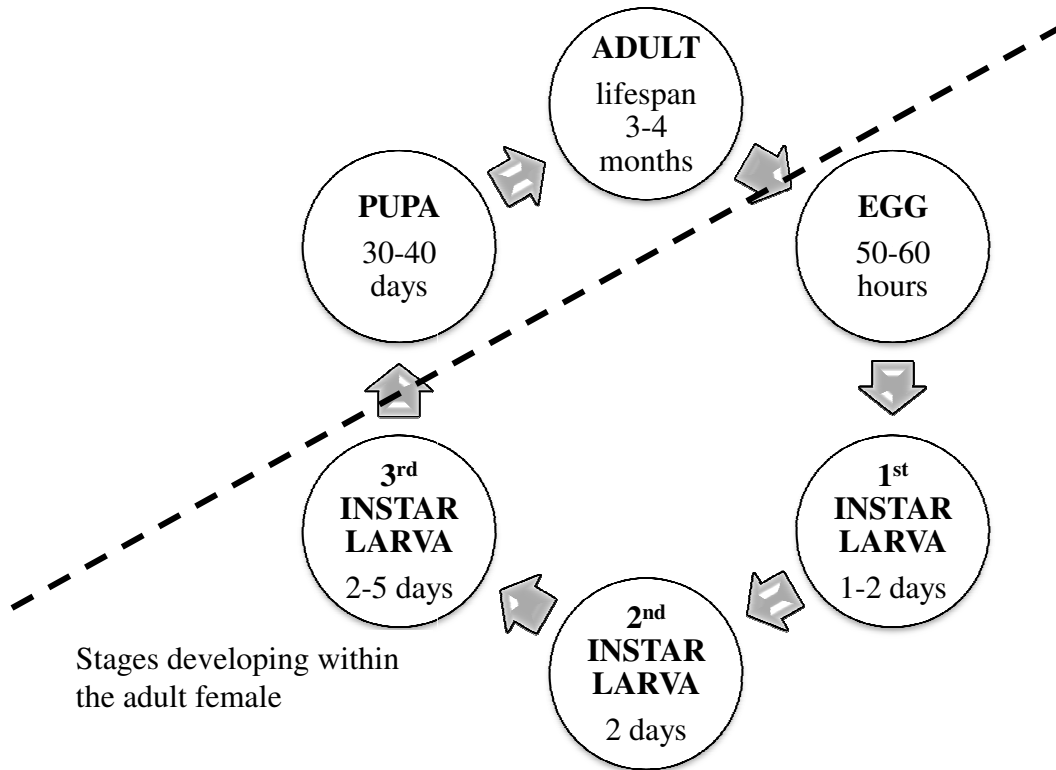 ADULT
lifespan
3-4
months
EGG
50-60
hours
1st
INSTAR
LARVA
1-2 days
2nd
INSTAR
LARVA
2 days
3rd
INSTAR
LARVA
2-5 days
PUPA
30-40
days
Stages developing within
the adult female